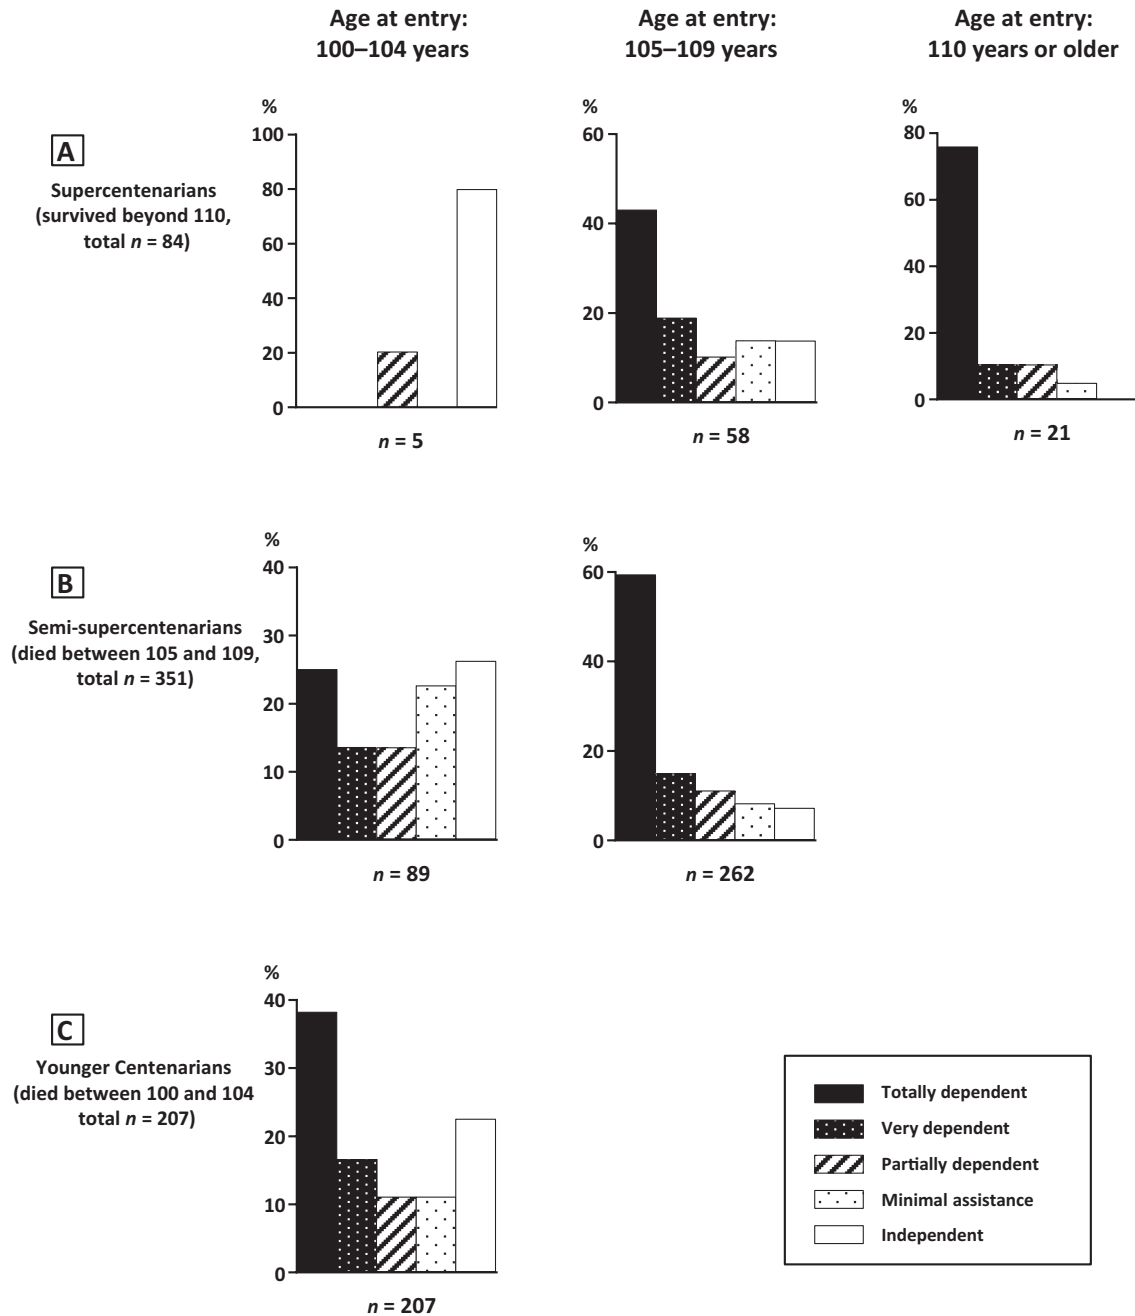 Age at entry:
100–104 years
Age at entry:
105–109 years
Age at entry:
110 years or older
A
Supercentenarians
(survived beyond 110,
total n = 84)
%
100
80
60
40
20
0
n = 5
%
60
40
20
0
n = 58
%
80
60
40
20
0
n = 21
B
Semi-supercentenarians
(died between 105 and 109,
total n = 351)
%
40
30
20
10
0
n = 89
%
60
40
20
0
n = 262
C
Younger Centenarians
(died between 100 and 104
total n = 207)
%
40
30
20
10
0
n = 207
Totally dependent
Very dependent
Partially dependent
Minimal assistance
Independent